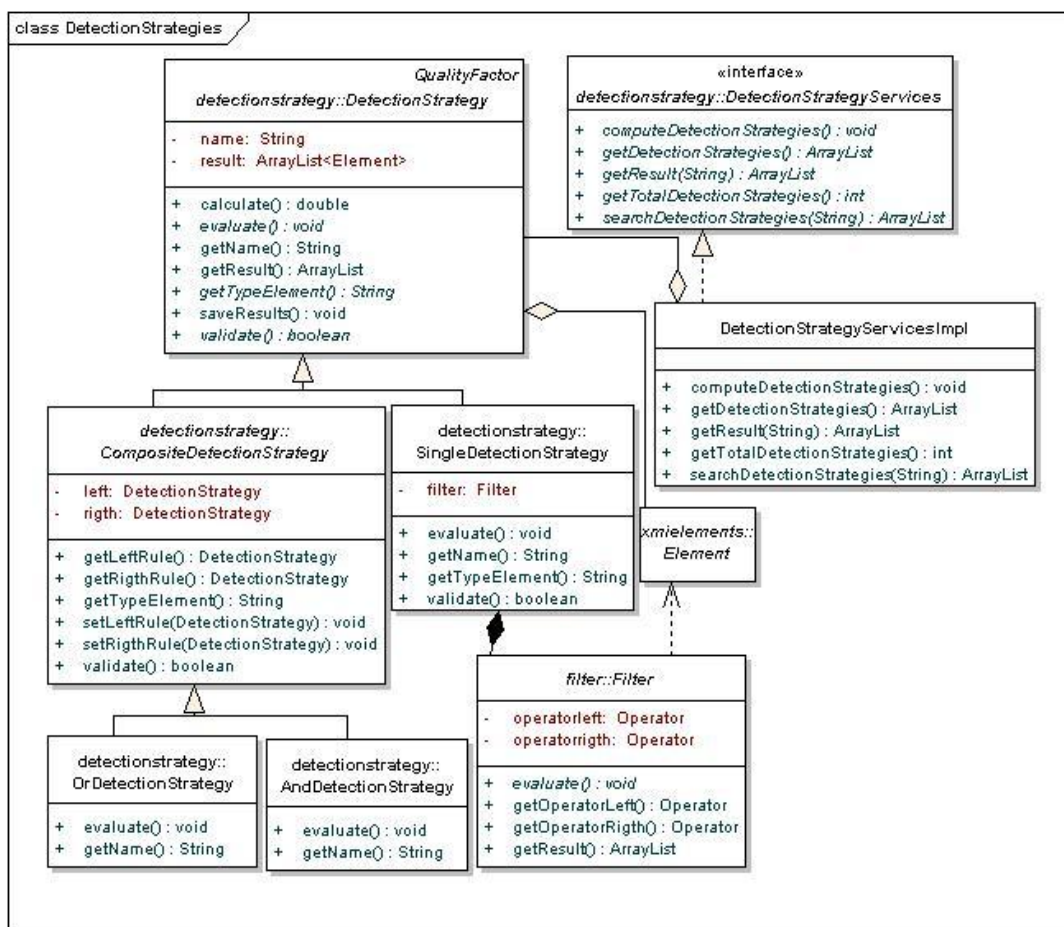 class DetectionStrategies
QualityFactor
detectionstrategy::DetectionStrategy
- name: String
- result: ArrayList<Element>
+ calculate() : double
+ evaluate() : void
+ getName() : String
+ getResult() : ArrayList
+ getTypeElement() : String
+ saveResults() : void
+ validate() : boolean
«interface»
detectionstrategy::DetectionStrategyServices
+ computeDetectionStrategies() : void
+ getDetectionStrategies() : ArrayList
+ getResult(String) : ArrayList
+ getTotalDetectionStrategies() : int
+ searchDetectionStrategies(String) : ArrayList
DetectionStrategyServicesImpl
+ computeDetectionStrategies() : void
+ getDetectionStrategies() : ArrayList
+ getResult(String) : ArrayList
+ getTotalDetectionStrategies() : int
+ searchDetectionStrategies(String) : ArrayList
detectionstrategy::
CompositeDetectionStrategy
- left: DetectionStrategy
- rigth: DetectionStrategy
+ getLeftRule() : DetectionStrategy
+ getRigthRule() : DetectionStrategy
+ getTypeElement() : String
+ setLeftRule(DetectionStrategy) : void
+ setRigthRule(DetectionStrategy) : void
+ validate() : boolean
detectionstrategy::
SingleDetectionStrategy
- filter: Filter
+ evaluate() : void
+ getName() : String
+ getTypeElement() : String
+ validate() : boolean
xmielements::
Element
filter::Filter
- operatorleft: Operator
- operatorrigth: Operator
+ evaluate() : void
+ getOperatorLeft() : Operator
+ getOperatorRigth() : Operator
+ getResult() : ArrayList
detectionstrategy::
OrDetectionStrategy
+ evaluate() : void
+ getName() : String
detectionstrategy::
AndDetectionStrategy
+ evaluate() : void
+ getName() : String